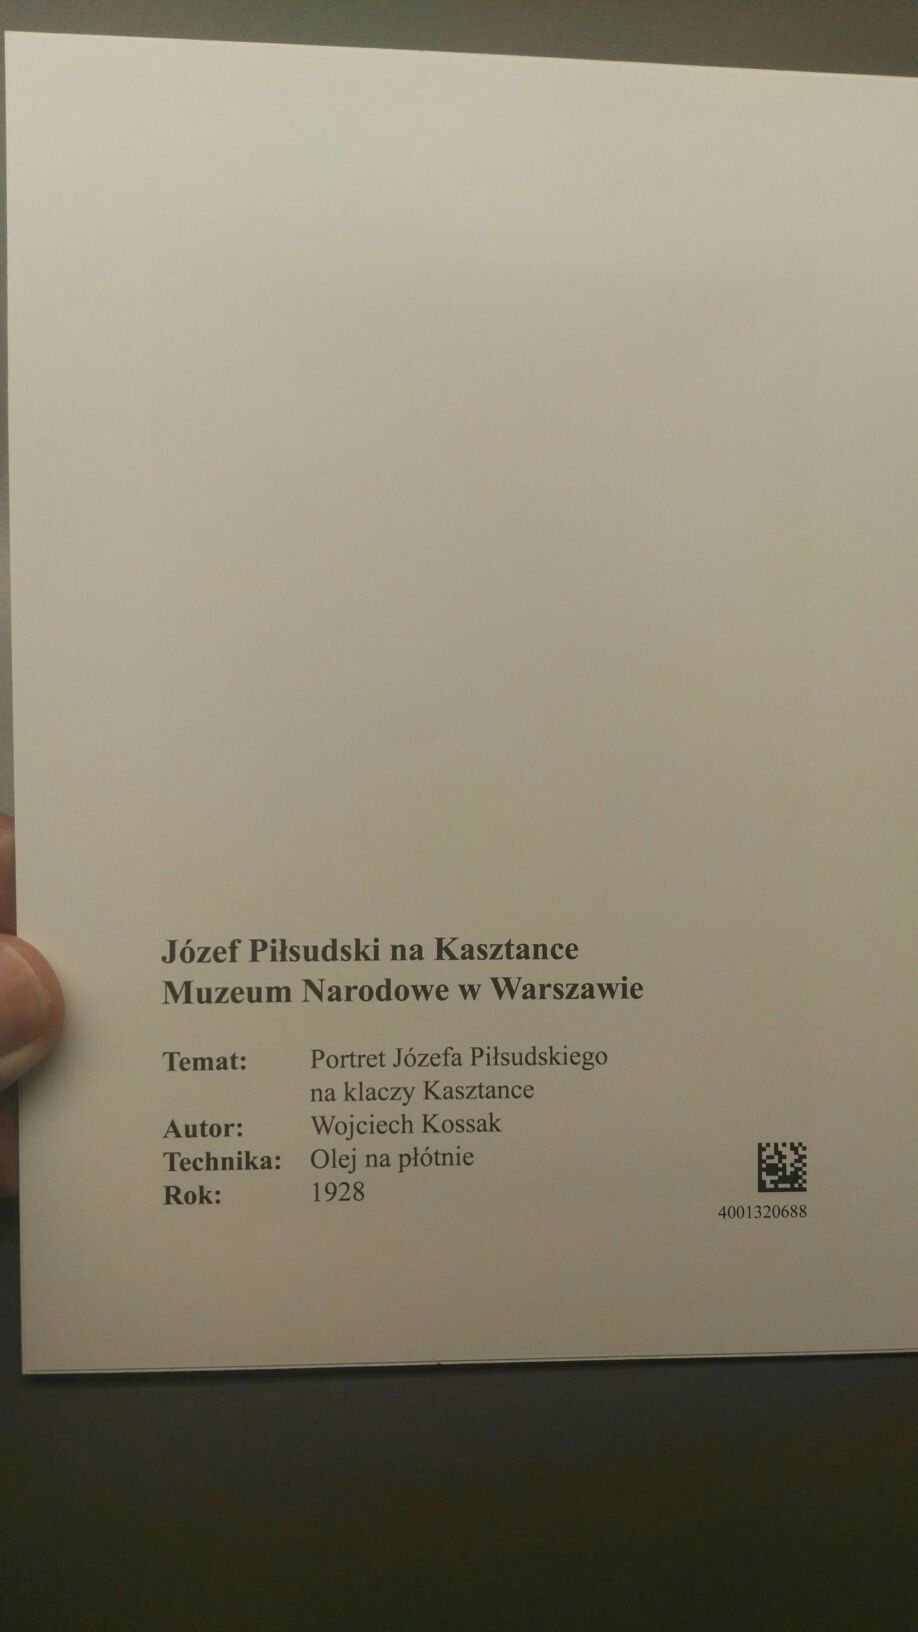 Józef Piłsudski na Kasztance
Muzeum Narodowe w Warszawie
Temat: Portret Józefa Piłsudskiego
na klaczy Kasztance
Autor: Wojciech Kossak
Technika: Olej na płótnie
Rok: 1928
4001320688